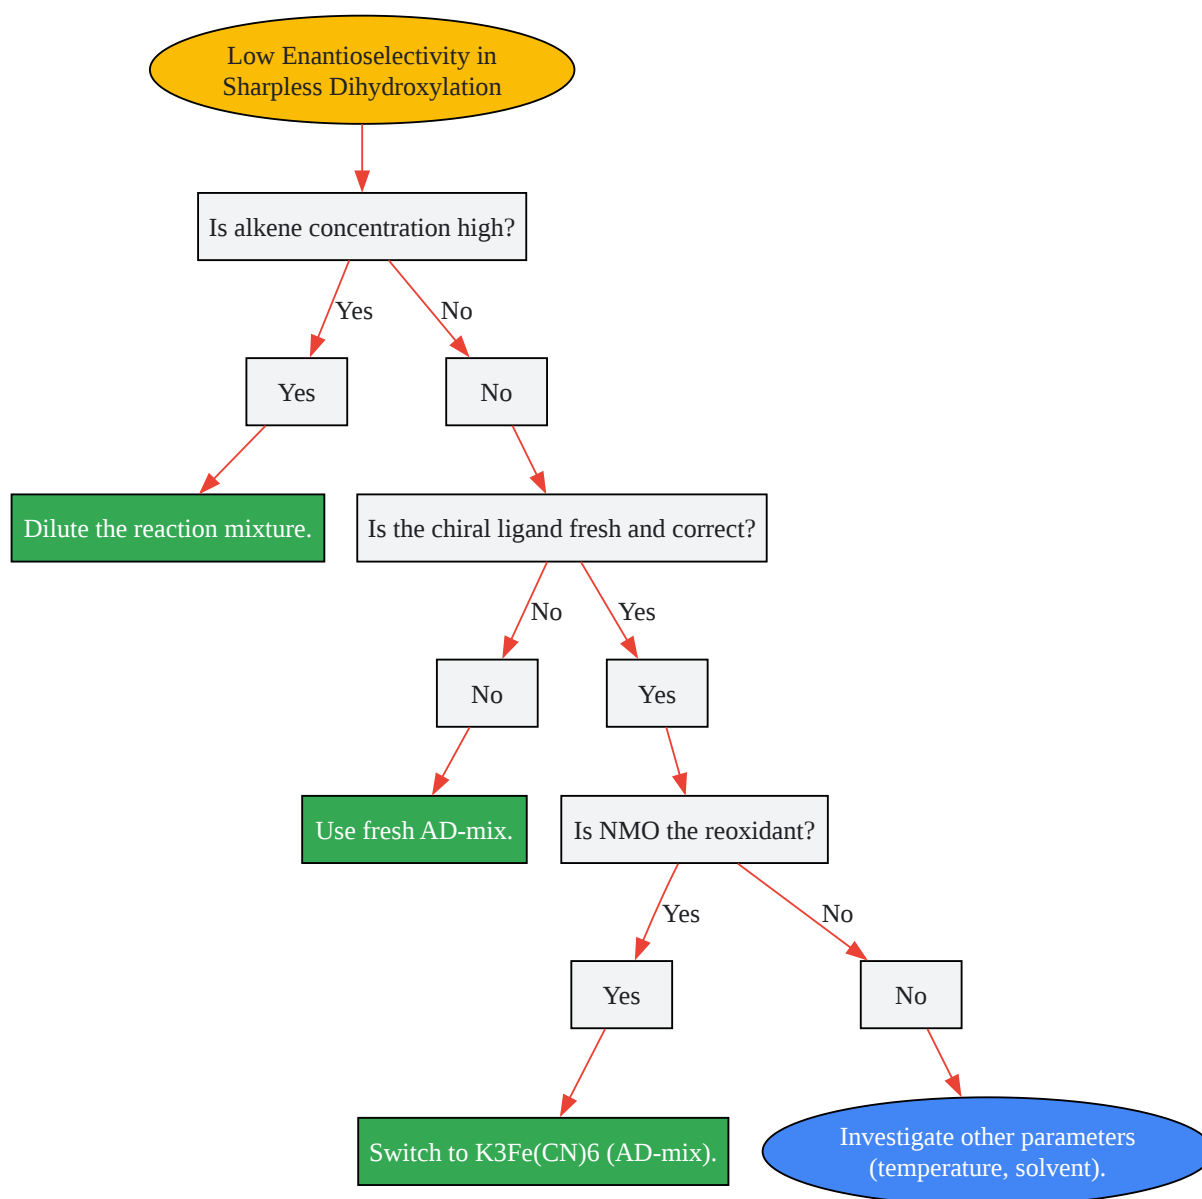 Low Enantioselectivity in
Sharpless Dihydroxylation
Is alkene concentration high?
Yes
No
Yes
No
Dilute the reaction mixture.
Is the chiral ligand fresh and correct?
No
Yes
No
Yes
Use fresh AD-mix.
Is NMO the reoxidant?
Yes
No
Yes
No
Switch to K3Fe(CN)6 (AD-mix).
Investigate other parameters
(temperature, solvent).